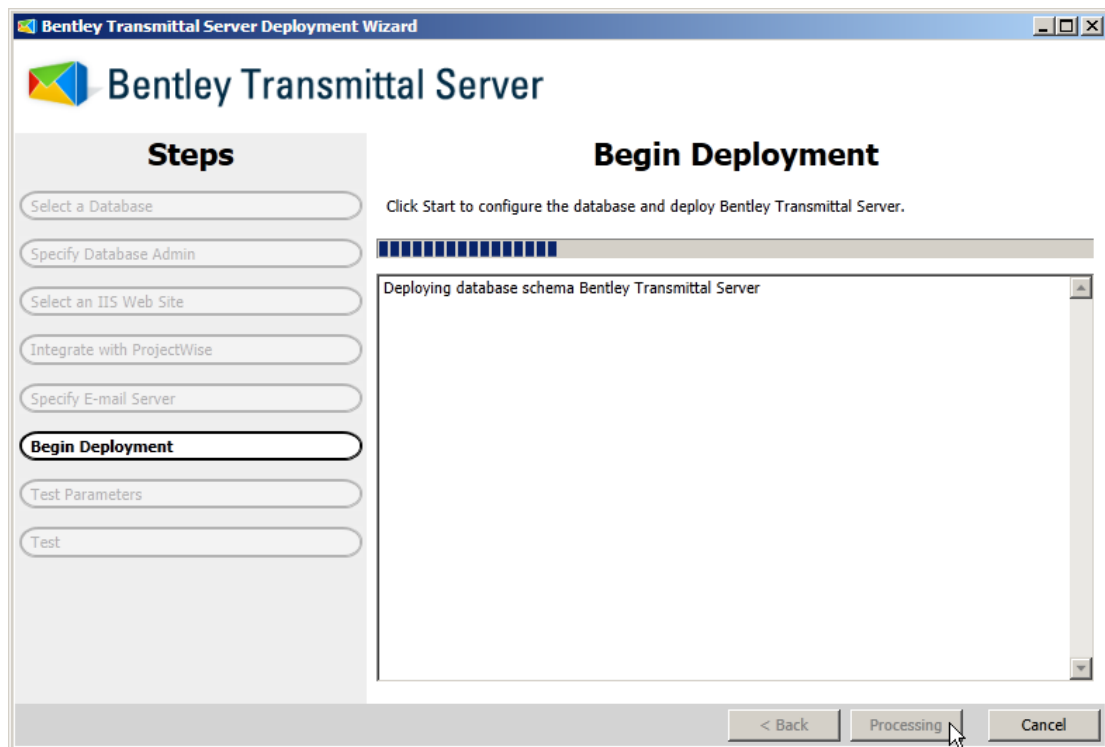 Bentley Transmittal Server Deployment Wizard
Bentley Transmittal Server
Steps
Select a Database
Specify Database Admin
Select an IIS Web Site
Integrate with ProjectWise
Specify E-mail Server
Begin Deployment
Test Parameters
Test
Begin Deployment
Click Start to configure the database and deploy Bentley Transmittal Server.
Deploying database schema Bentley Transmittal Server
< Back
Processing
Cancel